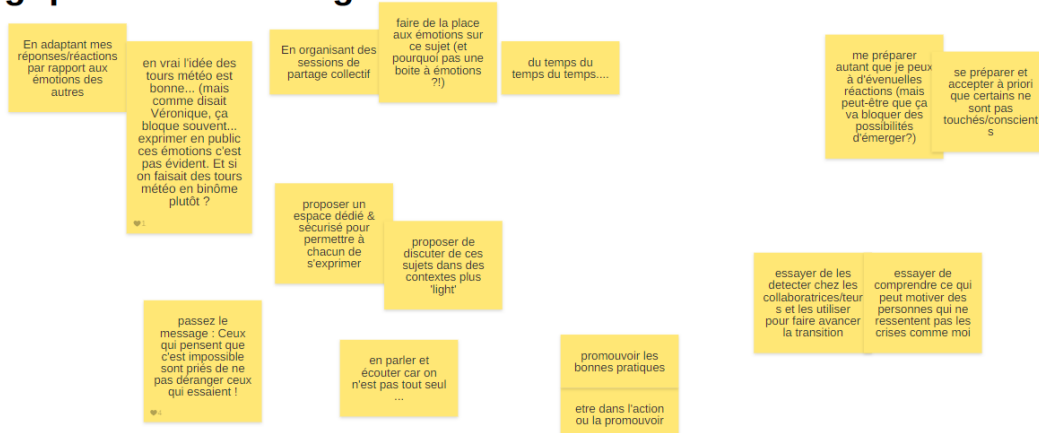 En adaptant mes
réponses/réactions
par rapport aux
émotions des
autres
en vrai l'idée des
tours météo est
bonne... (mais
comme disait
Véronique, ça
bloque souvent...
exprimer en public
ces émotions c'est
pas évident. Et si
on faisait des tours
météo en binôme
plutôt ?
1
En organisant des
sessions de
partage collectif
faire de la place
aux émotions sur
ce sujet (et
pourquoi pas une
boite à émotions
?!)
du temps du
temps du temps....
me préparer
autant que je peux
à d'évenuelles
réactions (mais
peut-être que ça
va bloquer des
possibilités
d'émerger?)
se préparer et
accepter à priori
que certains ne
sont pas
touchés/conscient
s
proposer un
espace dédié &
sécurisé pour
permettre à
chacun de
s'exprimer
proposer de
discuter de ces
sujets dans des
contextes plus
'light'
essayer de les
detecter chez les
collaboratrices/teur
s et les utiliser
pour faire avancer
la transition
essayer de
comprendre ce qui
peut motiver des
personnes qui ne
ressentent pas les
crises comme moi
passez le
message : Ceux
qui pensent que
c'est impossible
sont priés de ne
pas déranger ceux
qui essaient !
4
en parler et
écouter car on
n'est pas tout seul
...
promouvoir les
bonnes pratiques
etre dans l'action
ou la promouvoir